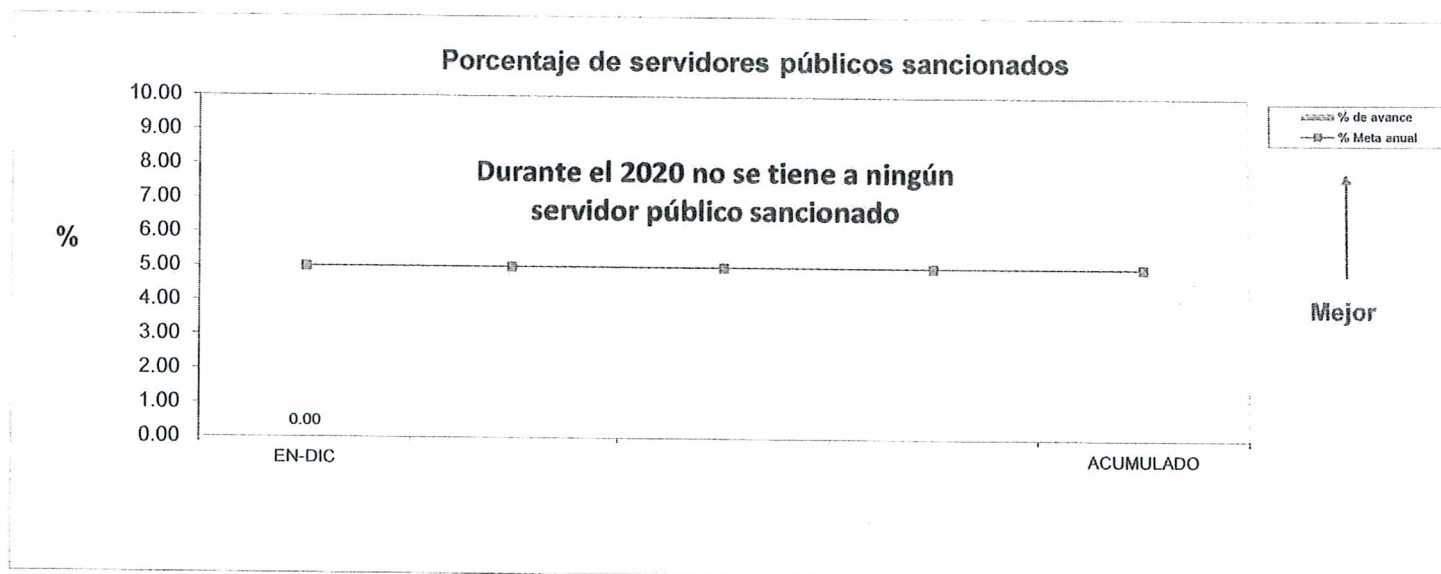 Porcentaje de servidores públicos sancionados
10.00
9.00
8.00
7.00
6.00
5.00
4.00
3.00
2.00
1.00
0.00
%
Durante el 2020 no se tiene a ningún
servidor público sancionado
0.00
EN-DIC
ACUMULADO
% de avance
% Meta anual
Mejor